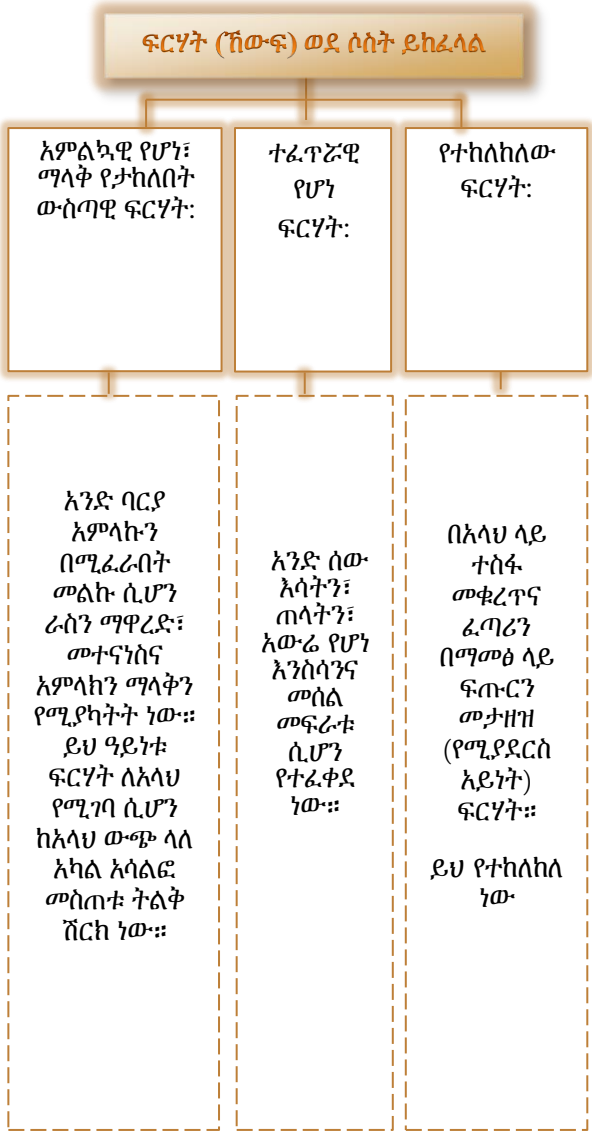 ፍርሃት (ኸውፍ) ወደ ሶስት ይከፈላል
አምልኳዊ የሆነ፣
ማላቅ የታከለበት
ውስጣዊ ፍርሃት:
ተፈጥሯዊ
የሆነ
ፍርሃት:
የተከለከለው
ፍርሃት:
አንድ ባርያ
አምላኩን
በሚፈራበት
መልኩ ሲሆን
ራስን ማዋረድ፣
መተናነስና
አምላክን ማላቅን
የሚያካትት ነው።
ይህ ዓይነቱ
ፍርሃት ለአላህ
የሚገባ ሲሆን
ከአላህ ውጭ ላለ
አካል አሳልፎ
መስጠቱ ትልቅ
ሽርክ ነው።
አንድ ሰው
እሳትን፣
ጠላትን፣
አውሬ የሆነ
እንስሳንና
መሰል
መፍራቱ
ሲሆን
የተፈቀደ
ነው።
በአላህ ላይ
ተስፋ
መቁረጥና
ፈጣሪን
በማመፅ ላይ
ፍጡርን
መታዘዝ
(የሚያደርስ
አይነት)
ፍርሃት።
ይህ የተከለከለ
ነው